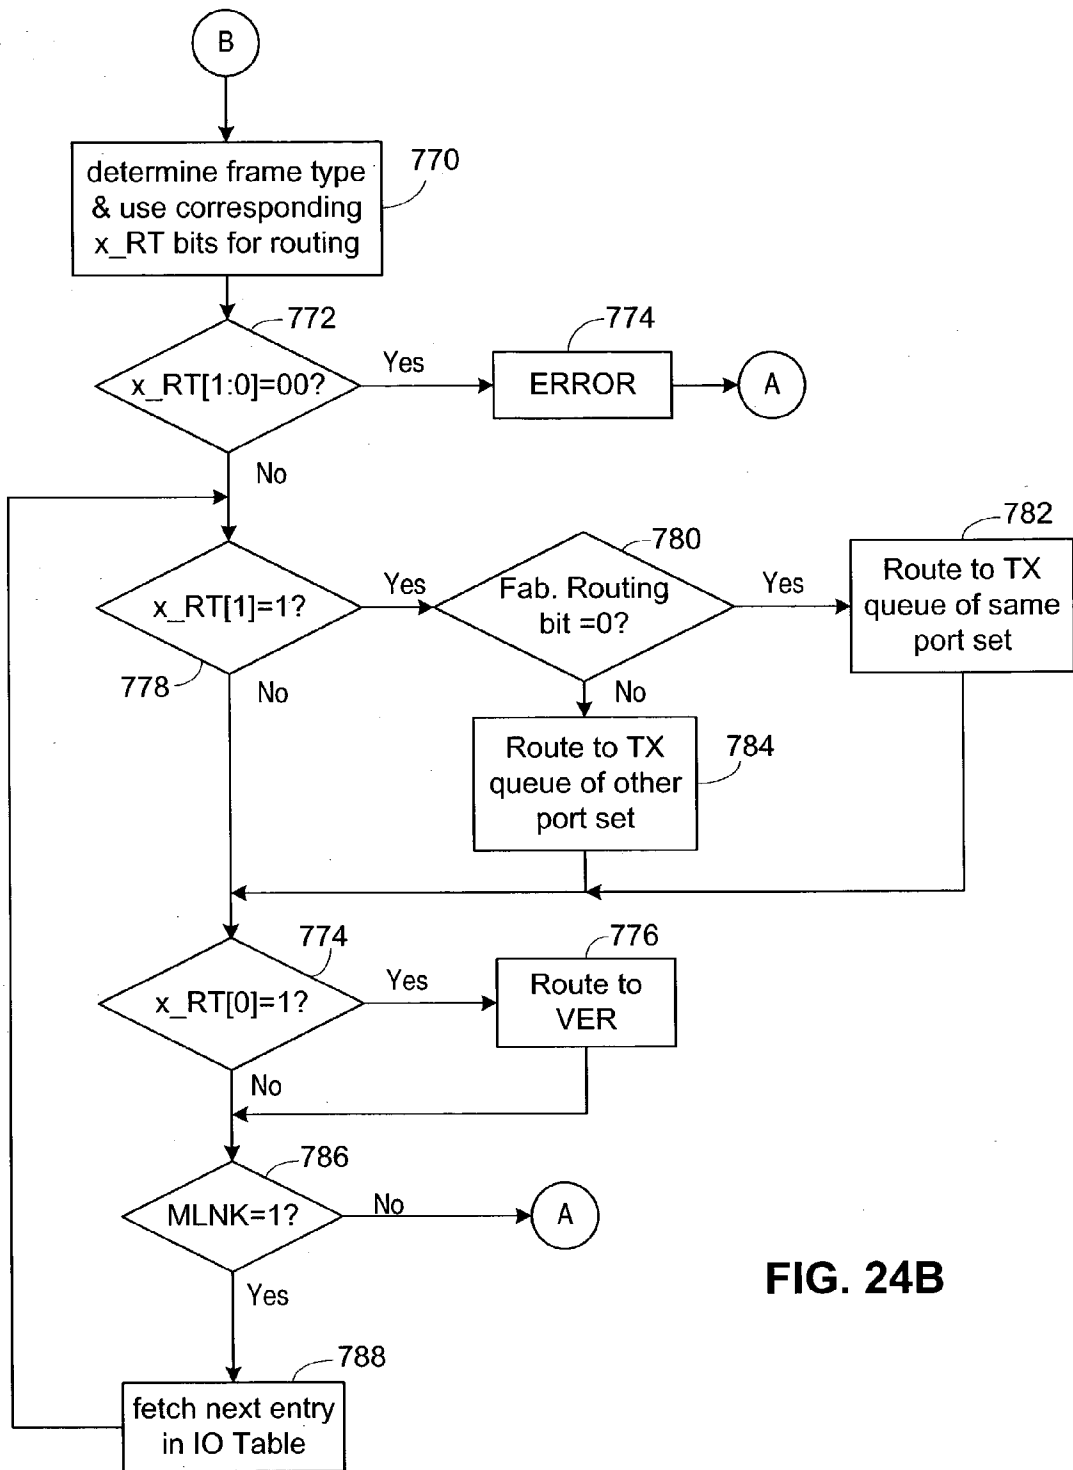 B
determine frame type
& use corresponding
x_RT bits for routing
770
x_RT[1:0]=00?
772
Yes
ERROR
774
A
No
x_RT[1]=1?
778
Yes
Fab. Routing
bit =0?
780
Yes
Route to TX
queue of same
port set
782
No
No
Route to TX
queue of other
port set
784
x_RT[0]=1?
774
Yes
Route to
VER
776
No
MLNK=1?
786
No
A
Yes
fetch next entry
in IO Table
788
FIG. 24B